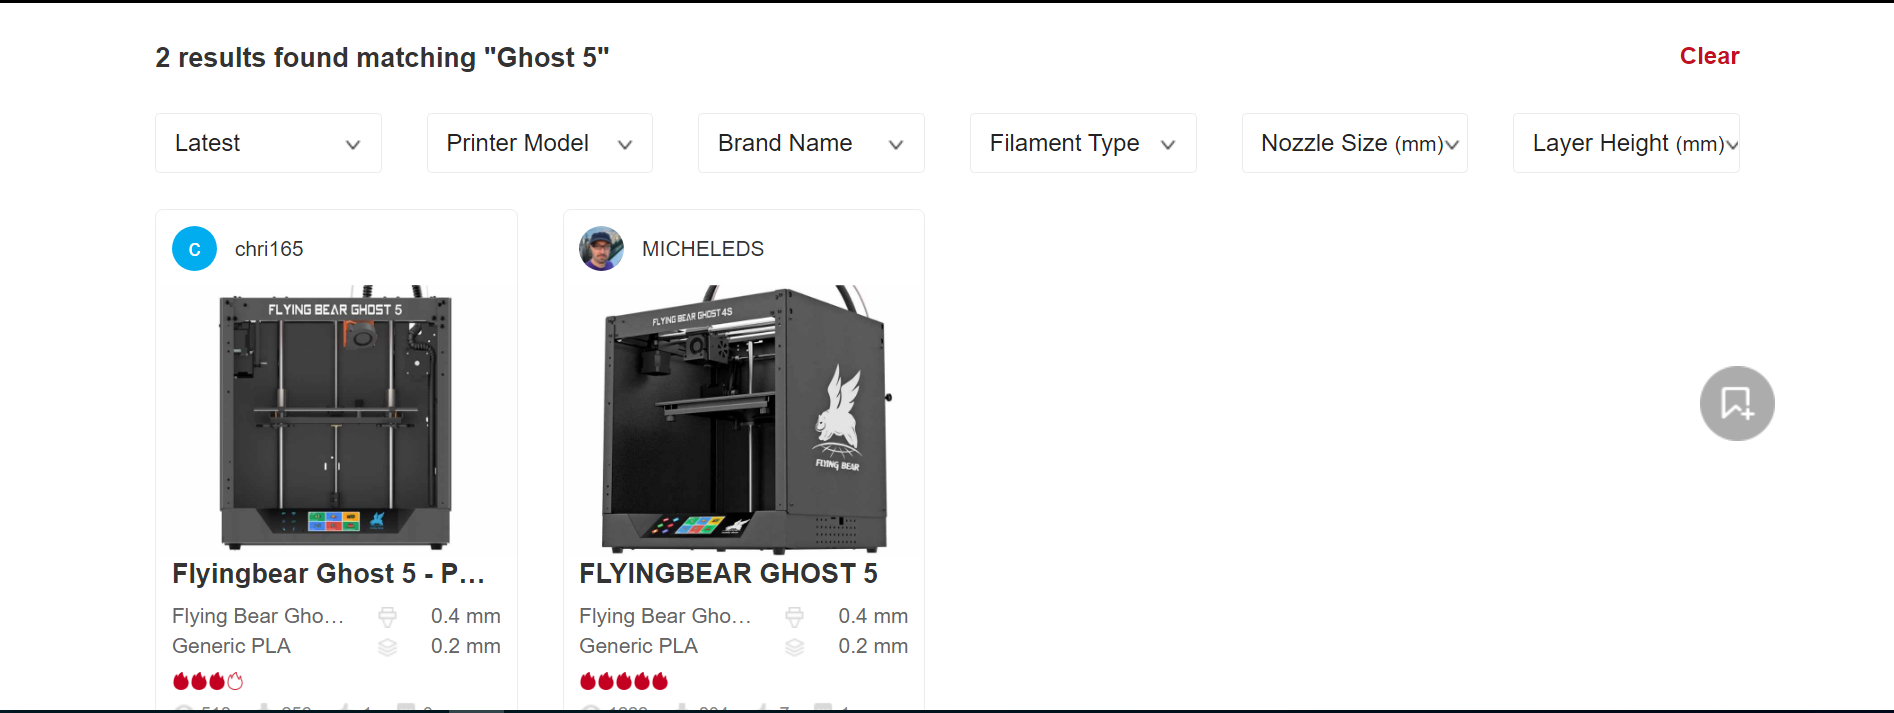 2 results found matching "Ghost 5"
Clear
Latest
Printer Model
Brand Name
Filament Type
Nozzle Size (mm)
Layer Height (mm)
c
chri165
MICHELEDS
FLYING BEAR GHOST 5
FLYING BEAR GHOST 4S
FLYING BEAR
Flyingbear Ghost 5 - P...
FLYINGBEAR GHOST 5
Flying Bear Gho...
0.4 mm
Flying Bear Gho...
0.4 mm
Generic PLA
0.2 mm
Generic PLA
0.2 mm